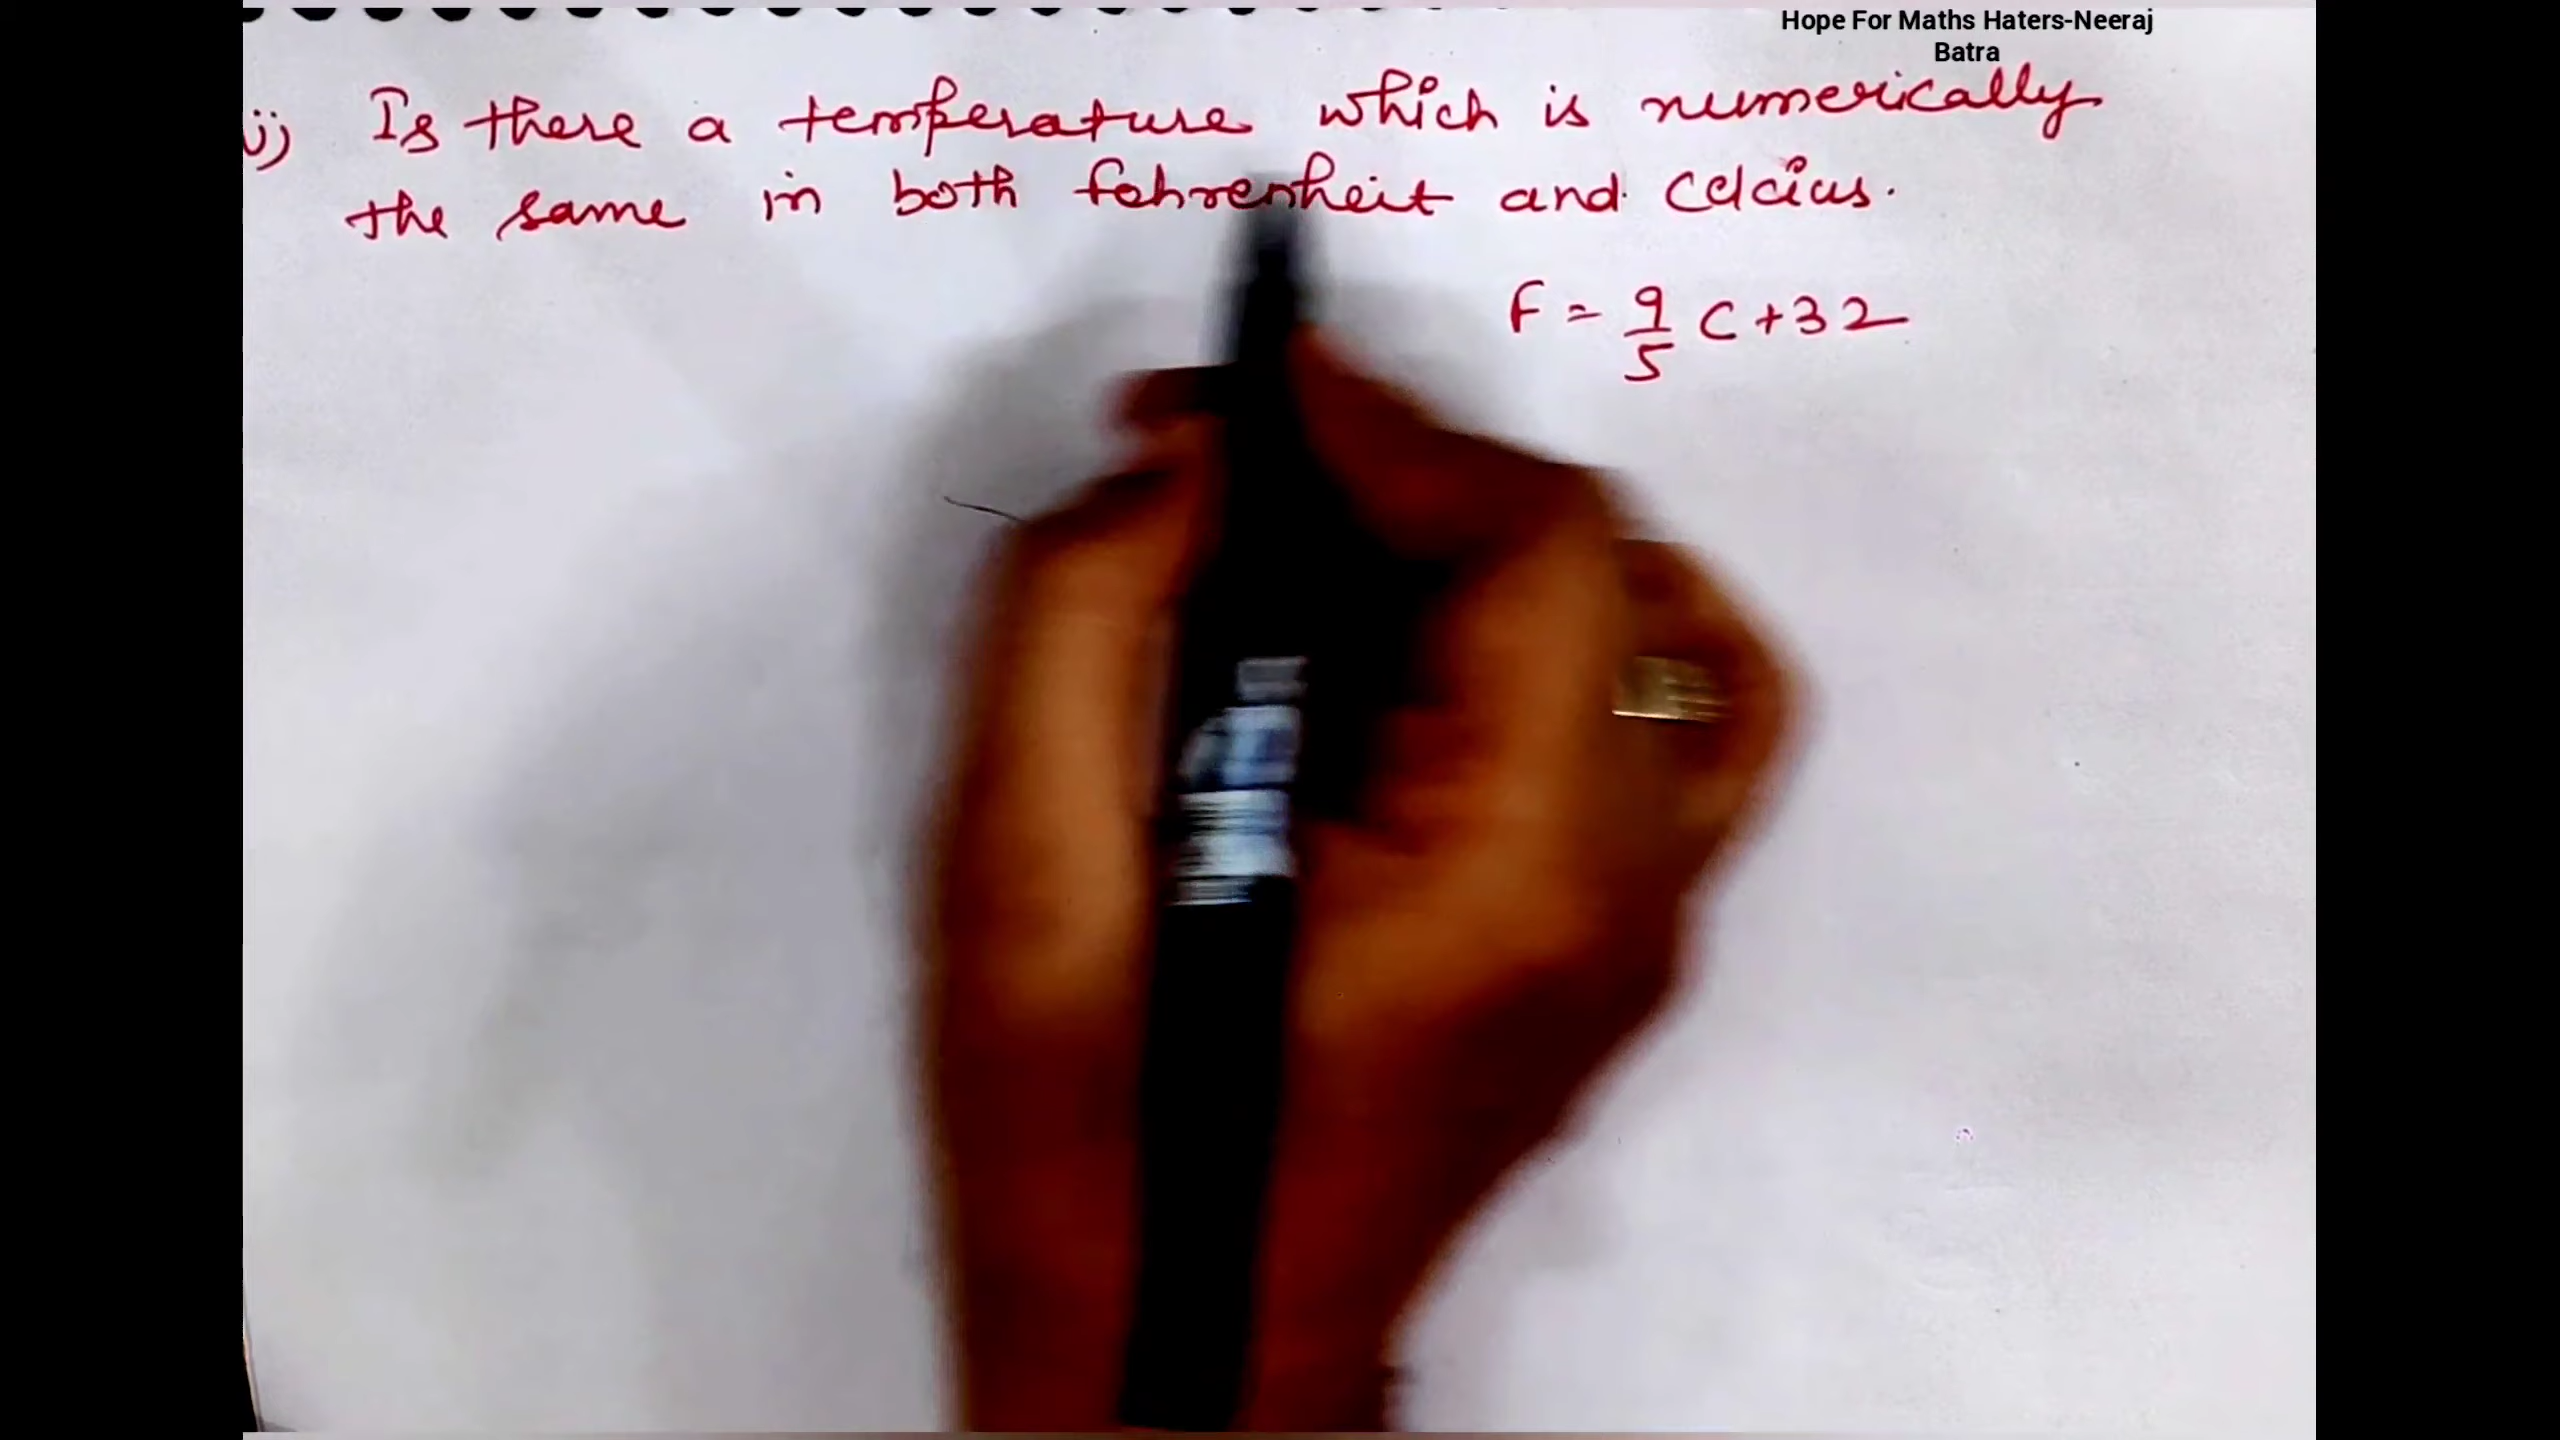 Hope For Maths Haters-Neeraj
Batra
Is there a temperature which is numerically
the same in both fahrenheit and Celcius.
F = 9/5 C + 32